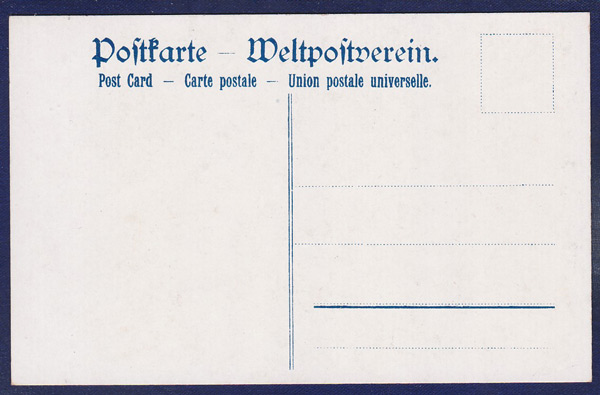 Poſtkarte — Weltpoſtverein.
Post Card — Carte postale — Union postale universelle.